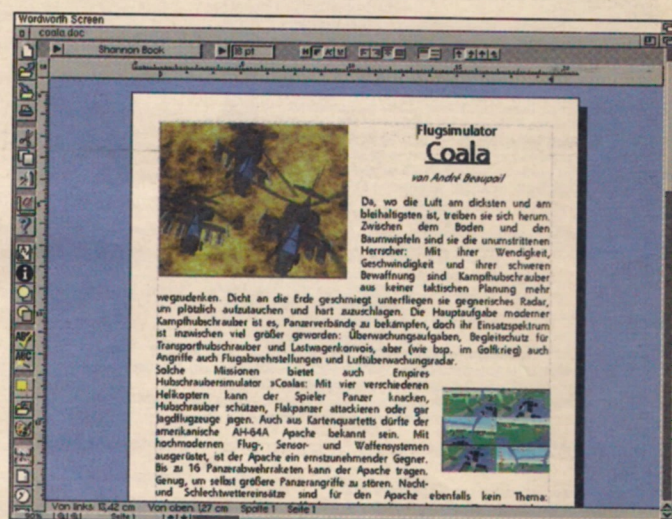 Wordworth Screen
coala.doc
Shannon Book
18 pt
Flugsimulator
Coala
von André Beaupoil
Da, wo die Luft am dicksten und am
bleihaltigsten ist, treiben sie sich herum.
Zwischen dem Boden und den
Baumwipfeln sind sie die unumstrittenen
Herrscher: Mit ihrer Wendigkeit,
Geschwindigkeit und ihrer schweren
Bewaffnung sind Kampfhubschrauber
aus keiner taktischen Planung mehr
wegzudenken. Dicht an die Erde geschmiegt unterfliegen sie gegnerisches Radar,
um plötzlich aufzutauchen und hart zuzuschlagen. Die Hauptaufgabe moderner
Kampfhubschrauber ist es, Panzerverbände zu bekämpfen, doch ihr Einsatzspektrum
ist inzwischen viel größer geworden: Überwachungsaufgaben, Begleitschutz für
Transporthubschrauber und Lastwagenkonvois, aber (wie bsp. im Golfkrieg) auch
Angriffe auch Flugabwehrstellungen und Luftüberwachungsradar.
Solche Missionen bietet auch Empires
Hubschraubersimulator »Coala«: Mit vier verschiedenen
Helikoptern kann der Spieler Panzer knacken,
Hubschrauber schützen, Flakpanzer attackieren oder gar
Jagdflugzeuge jagen. Auch aus Kartenquartetts dürfte der
amerikanische AH-64A Apache bekannt sein. Mit
hochmodernen Flug-, Sensor- und Waffensystemen
ausgerüstet, ist der Apache ein ernstzunehmender Gegner.
Bis zu 16 Panzerabwehrraketen kann der Apache tragen.
Genug, um selbst größere Panzerangriffe zu stören. Nacht-
und Schlechtwettereinsätze sind für den Apache ebenfalls kein Thema:
Von links: 12,42 cm Von oben: 1,27 cm Spalte 1 Seite 1
90% Seite 1